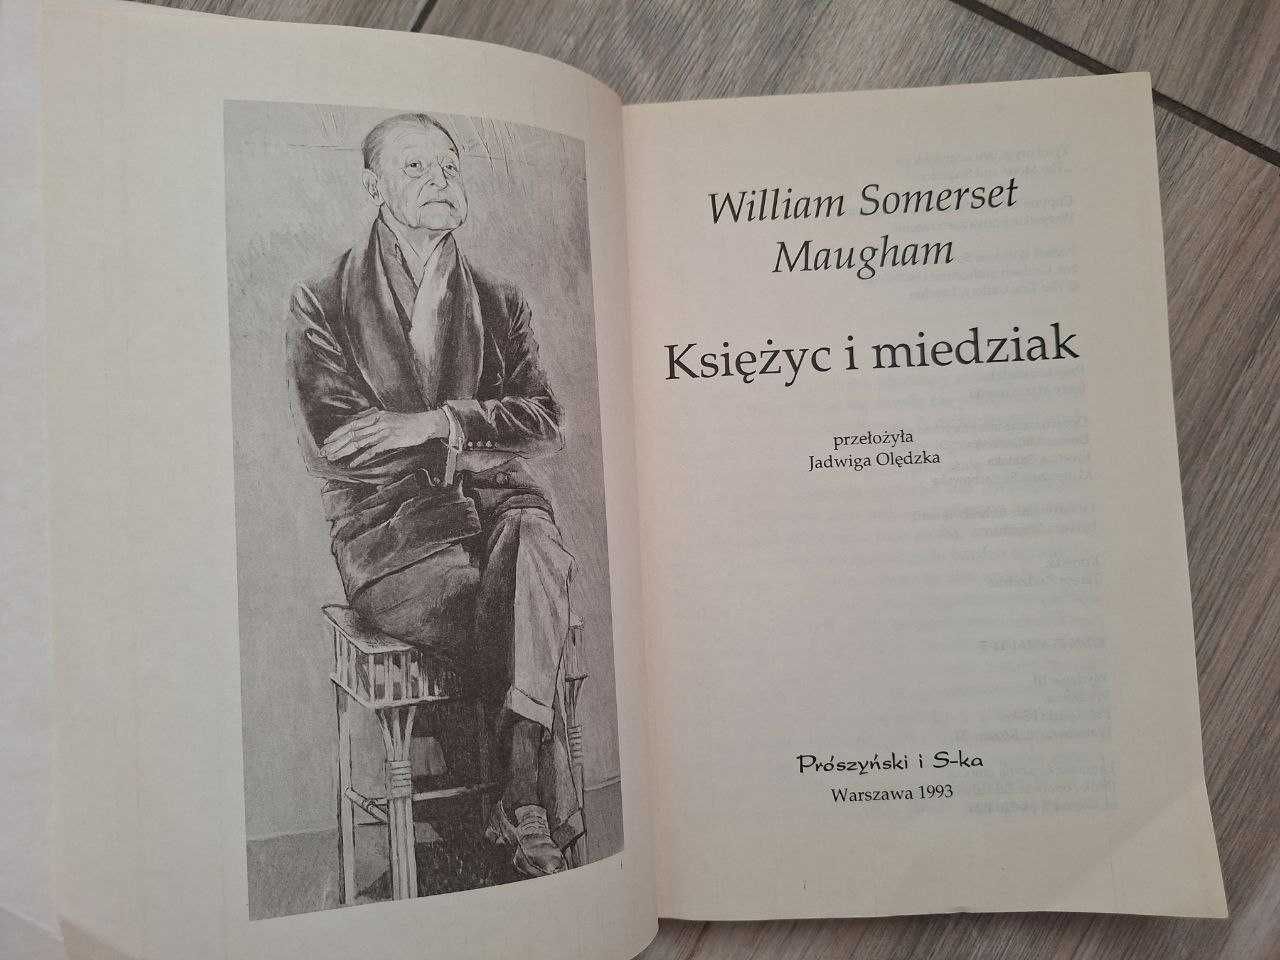 William Somerset
Maugham
Księżyc i miedziak
przełożyła
Jadwiga Olędzka
Prószyński i S-ka
Warszawa 1993